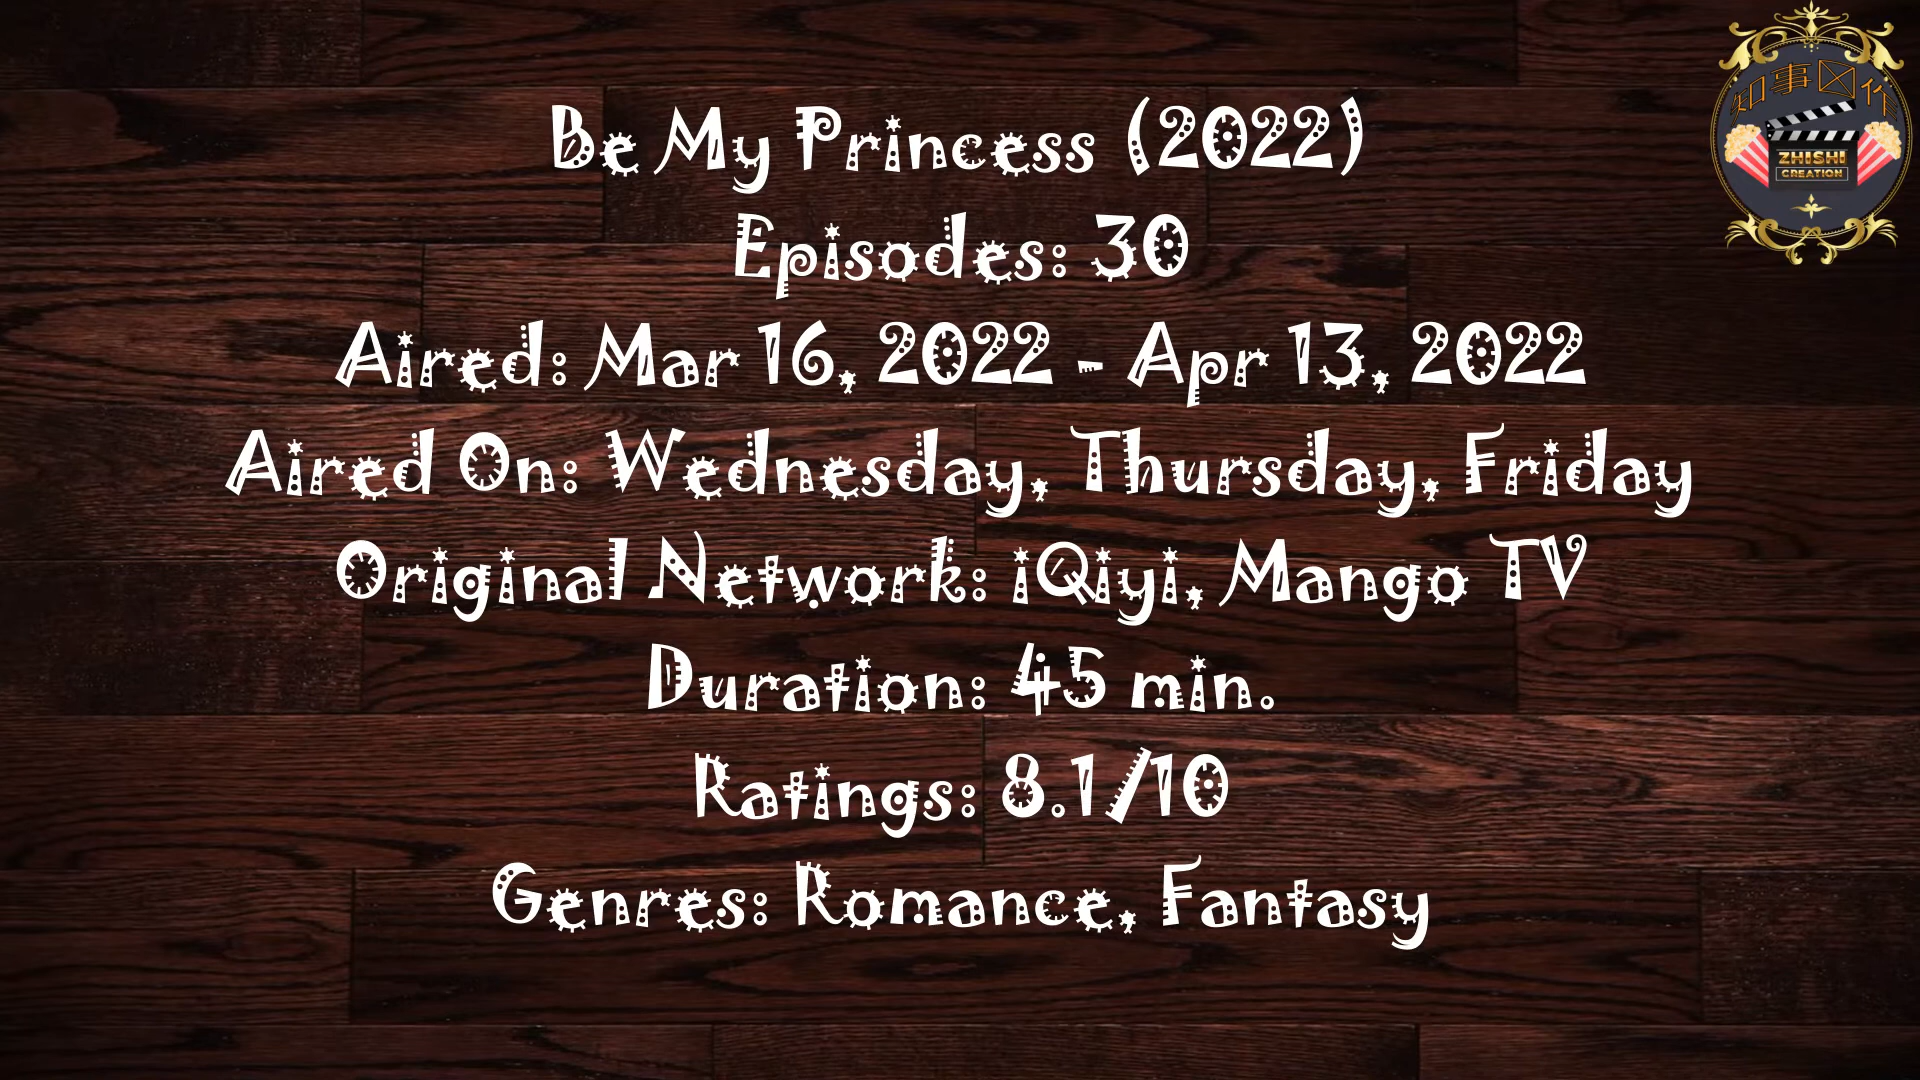 Be My Princess (2022)
Episodes: 30
Aired: Mar 16, 2022 - Apr 13, 2022
Aired On: Wednesday, Thursday, Friday
Original Network: iQiyi, Mango TV
Duration: 45 min.
Ratings: 8.1/10
Genres: Romance, Fantasy
知事 作
ZHISHI
CREATION